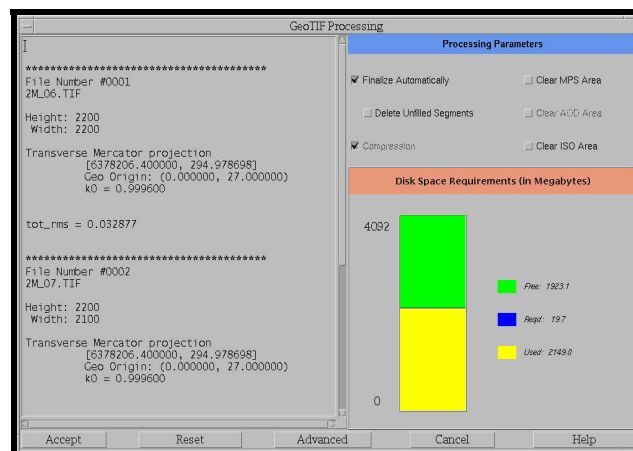 GeoTIF Processing
****************************************
File Number #0001
2M_06.TIF
Height: 2200
Width: 2200
Transverse Mercator projection
[6378206.400000, 294.978698]
Geo Origin: (0.000000, 27.000000)
k0 = 0.999600
tot_rms = 0.032877
****************************************
File Number #0002
2M_07.TIF
Height: 2200
Width: 2100
Transverse Mercator projection
[6378206.400000, 294.978698]
Geo Origin: (0.000000, 27.000000)
k0 = 0.999600
Processing Parameters
Finalize Automatically
Clear MPS Area
Delete Unfilled Segments
Clear AOD Area
Compression
Clear ISO Area
Disk Space Requirements (in Megabytes)
4092
0
Free: 1923.1
Reqd: 19.7
Used: 2149.0
Accept
Reset
Advanced
Cancel
Help